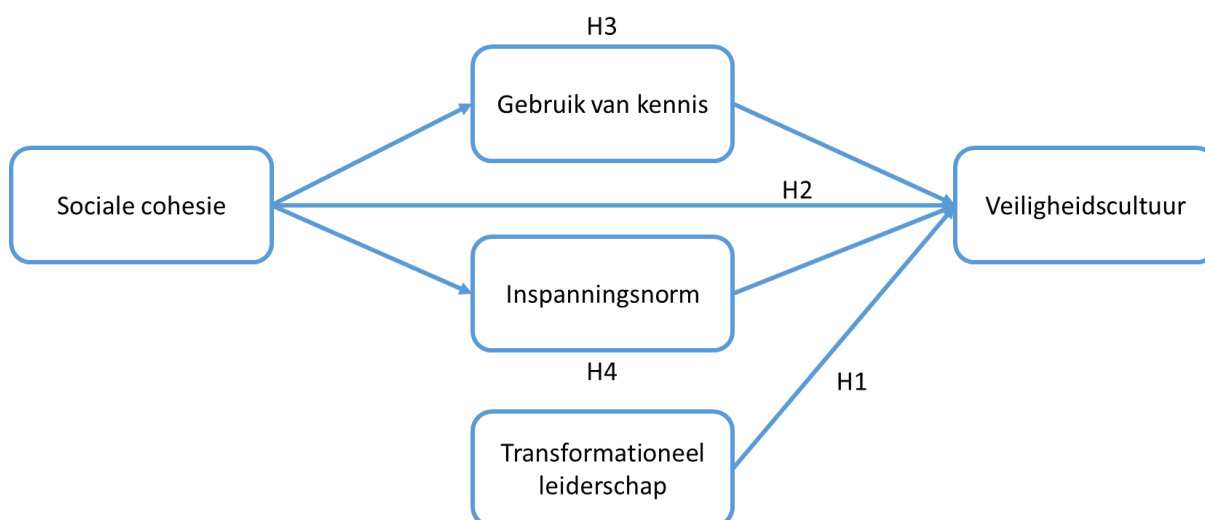 H3
Gebruik van kennis
Sociale cohesie
H2
Veiligheidscultuur
Inspanningsnorm
H4
H1
Transformationeel
leiderschap